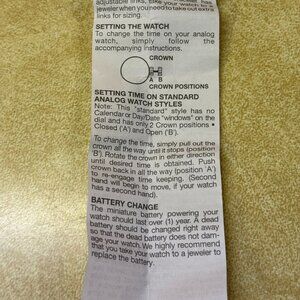 adjustable links, take your watch to a
jeweler when you need to take out extra
links for sizing.
SETTING THE WATCH
To change the time on your analog
watch, simply follow the
accompanying instructions.
CROWN
A B
CROWN POSITIONS
SETTING TIME ON STANDARD
ANALOG WATCH STYLES
Note: This "standard" style has no
Calendar or Day/Date "windows" on the
dial and has only 2 Crown positions •
Closed ('A') and Open ('B').
To change the time, simply pull out the
crown all the way until it stops (position
'B'). Rotate the crown in either direction
until desired time is obtained. Push
crown back in all the way (position 'A')
to re-engage time keeping. (Second
hand will begin to move, if your watch
has a second hand).
BATTERY CHANGE
The miniature battery powering your
watch should last over (1) year. A dead
battery should be changed right away
so that the dead battery does not dam-
age your watch. We highly recommend
that you take your watch to a jeweler to
replace the battery.